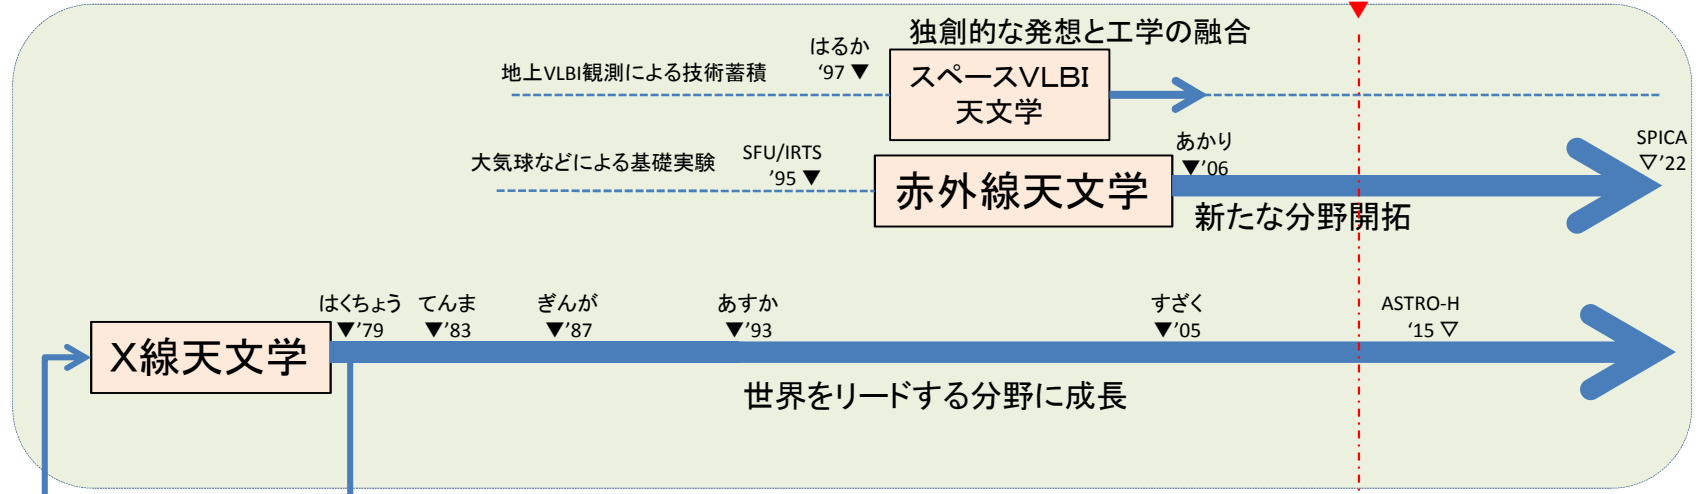 独創的な発想と工学の融合
はるか
‘97 ▼
地上VLBI観測による技術蓄積
スペースVLBI
天文学
大気球などによる基礎実験
SFU/IRTS
’95 ▼
赤外線天文学
あかり
▼’06
SPICA
▽’22
新たな分野開拓
はくちょう
▼’79
てんま
▼’83
ぎんが
▼’87
あすか
▼’93
すざく
▼’05
ASTRO-H
‘15 ▽
X線天文学
世界をリードする分野に成長